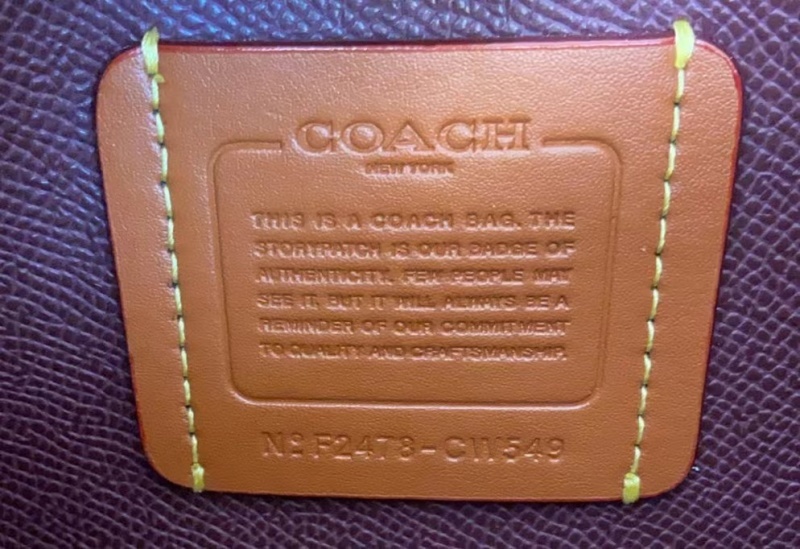 COACH
NEW YORK
THIS IS A COACH BAG. THE
STORYPATCH IS OUR BADGE OF
AUTHENTICITY. FEW PEOPLE MAY
SEE IT, BUT IT WILL ALWAYS BE A
REMINDER OF OUR COMMITMENT
TO QUALITY AND CRAFTSMANSHIP.
Nº F2478-CW549